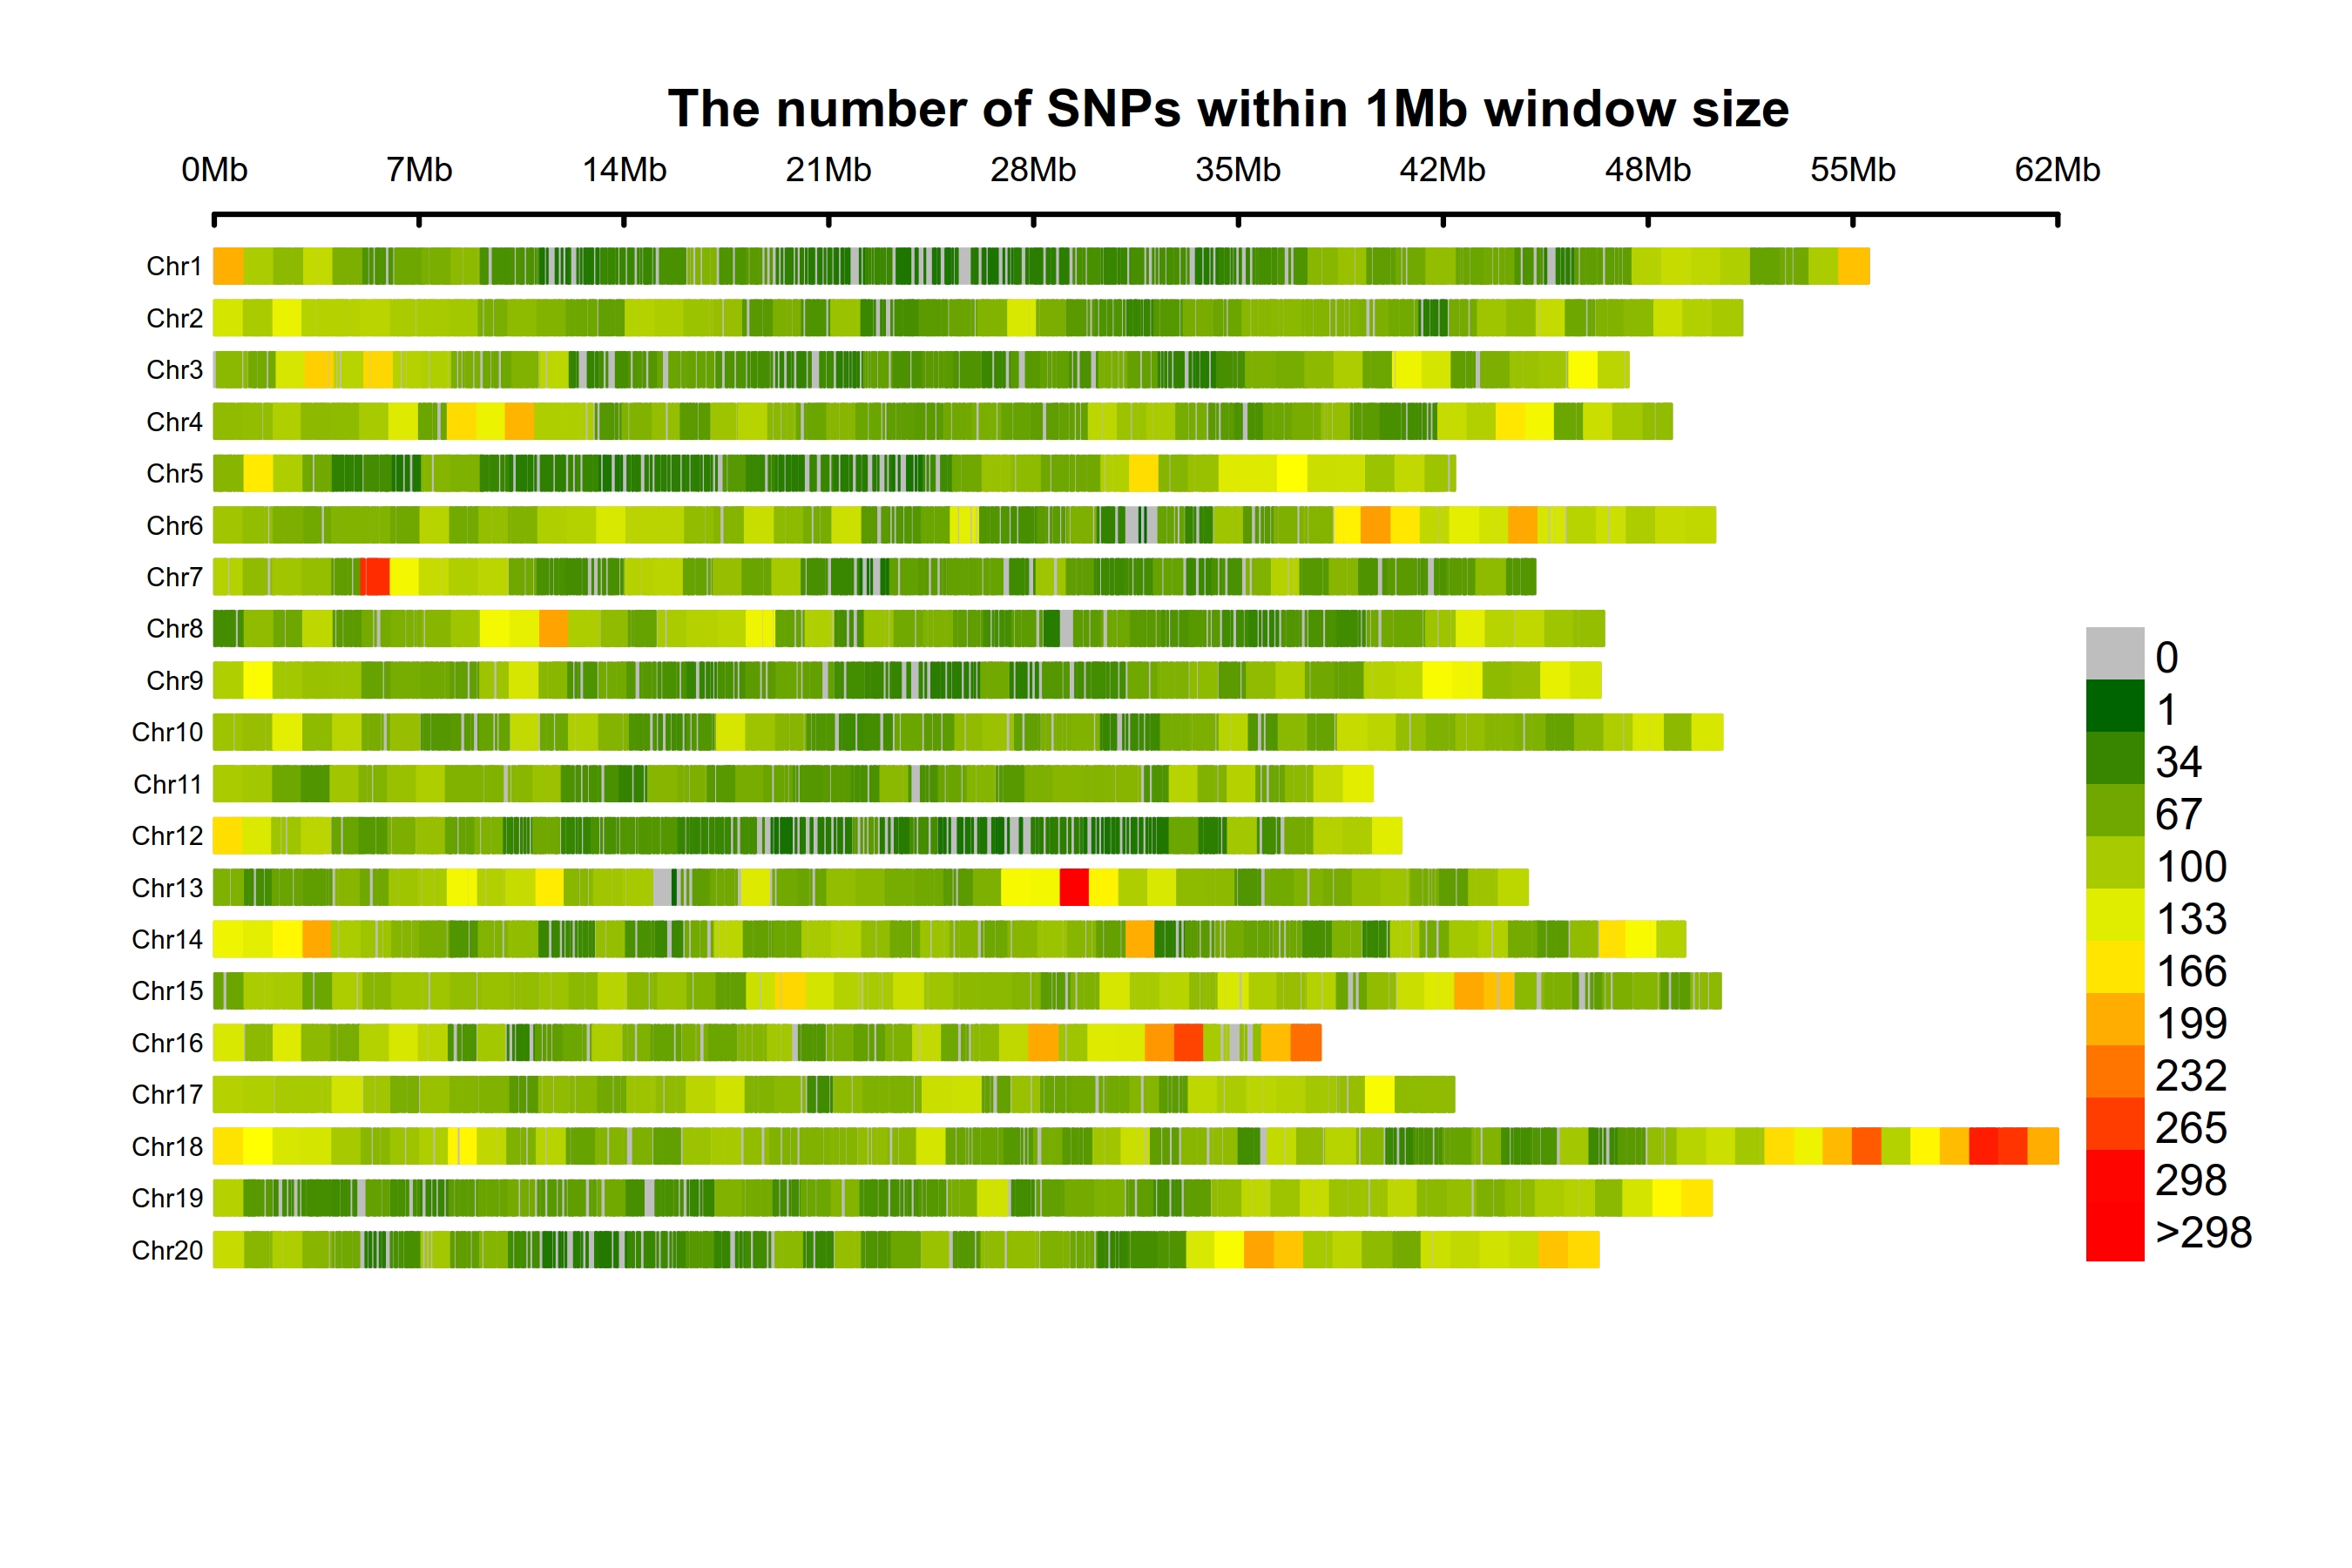 The number of SNPs within 1Mb window size
0Mb 7Mb 14Mb 21Mb 28Mb 35Mb 42Mb 48Mb 55Mb 62Mb
Chr1
Chr2
Chr3
Chr4
Chr5
Chr6
Chr7
Chr8
Chr9
Chr10
Chr11
Chr12
Chr13
Chr14
Chr15
Chr16
Chr17
Chr18
Chr19
Chr20
0
1
34
67
100
133
166
199
232
265
298
>298